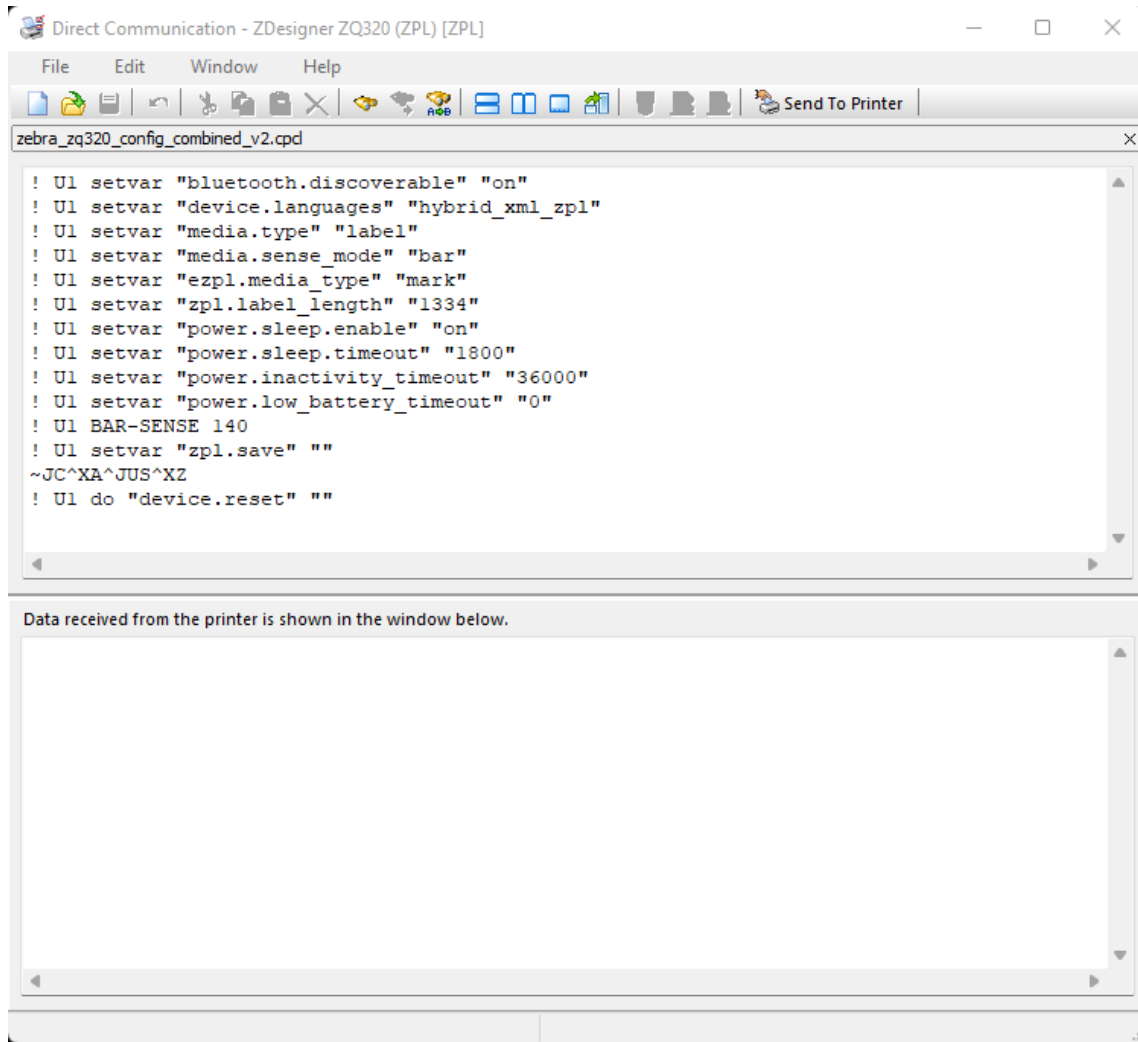 Direct Communication - ZDesigner ZQ320 (ZPL) [ZPL]
File Edit Window Help
A→B Send To Printer
zebra_zq320_config_combined_v2.cpcl
! U1 setvar "bluetooth.discoverable" "on"
! U1 setvar "device.languages" "hybrid_xml_zpl"
! U1 setvar "media.type" "label"
! U1 setvar "media.sense_mode" "bar"
! U1 setvar "ezpl.media_type" "mark"
! U1 setvar "zpl.label_length" "1334"
! U1 setvar "power.sleep.enable" "on"
! U1 setvar "power.sleep.timeout" "1800"
! U1 setvar "power.inactivity_timeout" "36000"
! U1 setvar "power.low_battery_timeout" "0"
! U1 BAR-SENSE 140
! U1 setvar "zpl.save" ""
~JC^XA^JUS^XZ
! U1 do "device.reset" ""
Data received from the printer is shown in the window below.